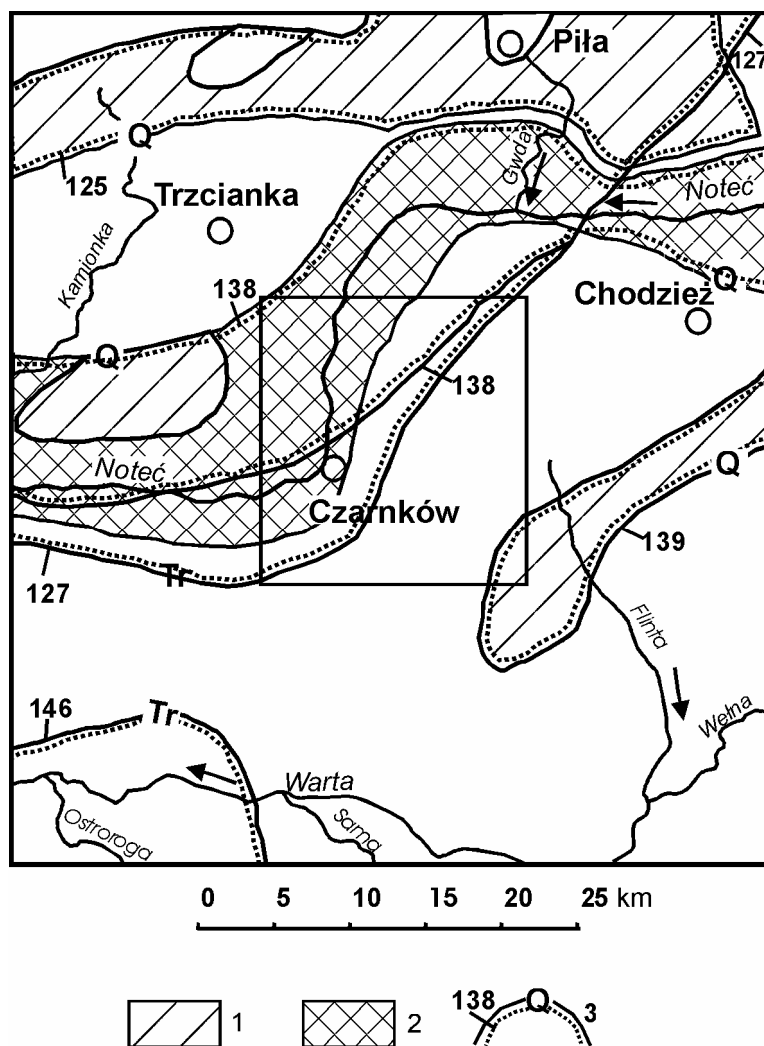 Piła
127
Q
Gwda
125
Trzcianka
Noteć
Kamionka
138
Chodzież
Q
Q
138
Noteć
Q
Czarnków
139
127
Tr
Flinta
146
Tr
Wełna
Warta
Ostroroga
Sama
0 5 10 15 20 25 km
1
2
138
Q
3